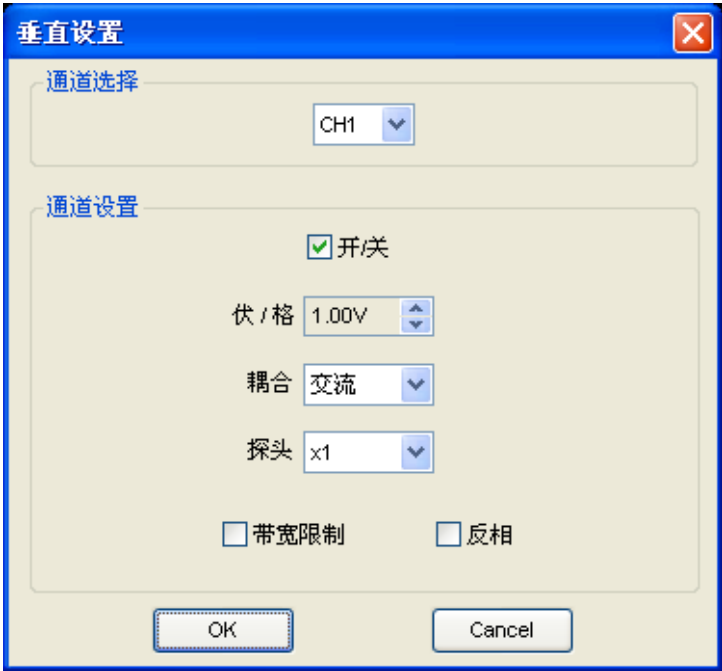 垂直设置
通道选择
CH1
通道设置
开/关
伏 / 格 1.00V
耦合 交流
探头 x1
带宽限制 反相
OK Cancel